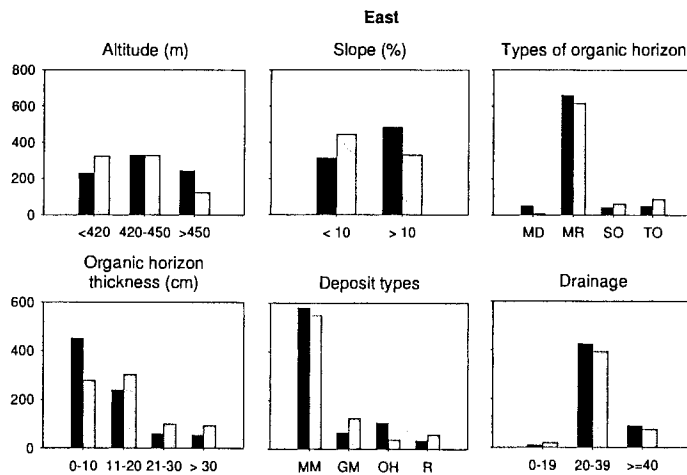 East
Altitude (m)
Slope (%)
Types of organic horizon
800
600
400
200
0
<420 420-450 >450
< 10 > 10
MD MR SO TO
Organic horizon
thickness (cm)
Deposit types
Drainage
600
400
200
0
0-10 11-20 21-30 > 30
MM GM OH R
0-19 20-39 >=40